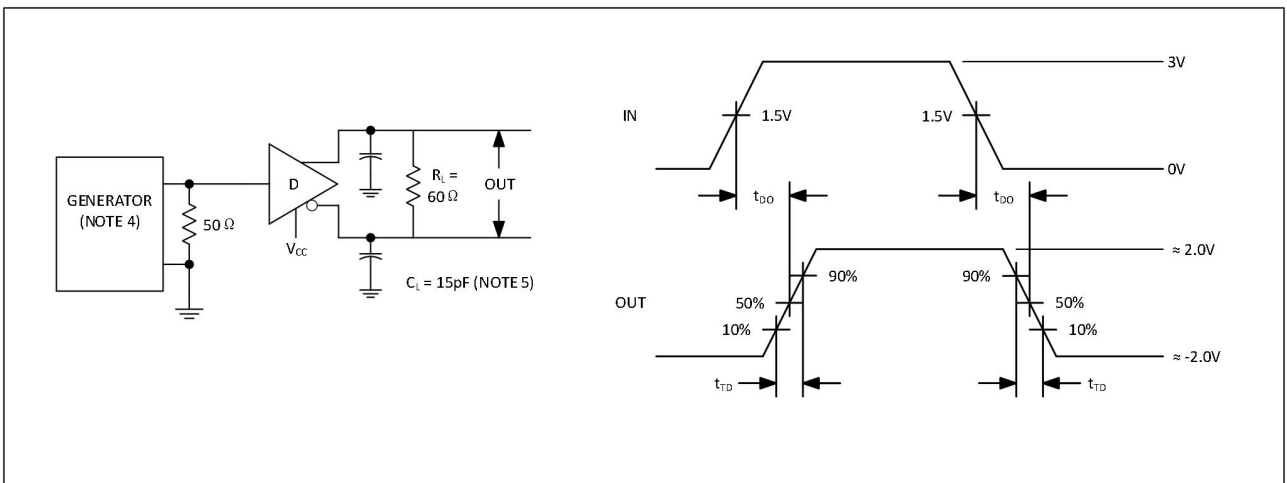 GENERATOR
(NOTE 4)
50 Ω
D
V_CC
R_L =
60 Ω
OUT
C_L = 15pF (NOTE 5)
3V
IN
1.5V
1.5V
0V
t_DO
t_DO
≈ 2.0V
90%
90%
OUT
50%
50%
10%
10%
≈ -2.0V
t_TD
t_TD